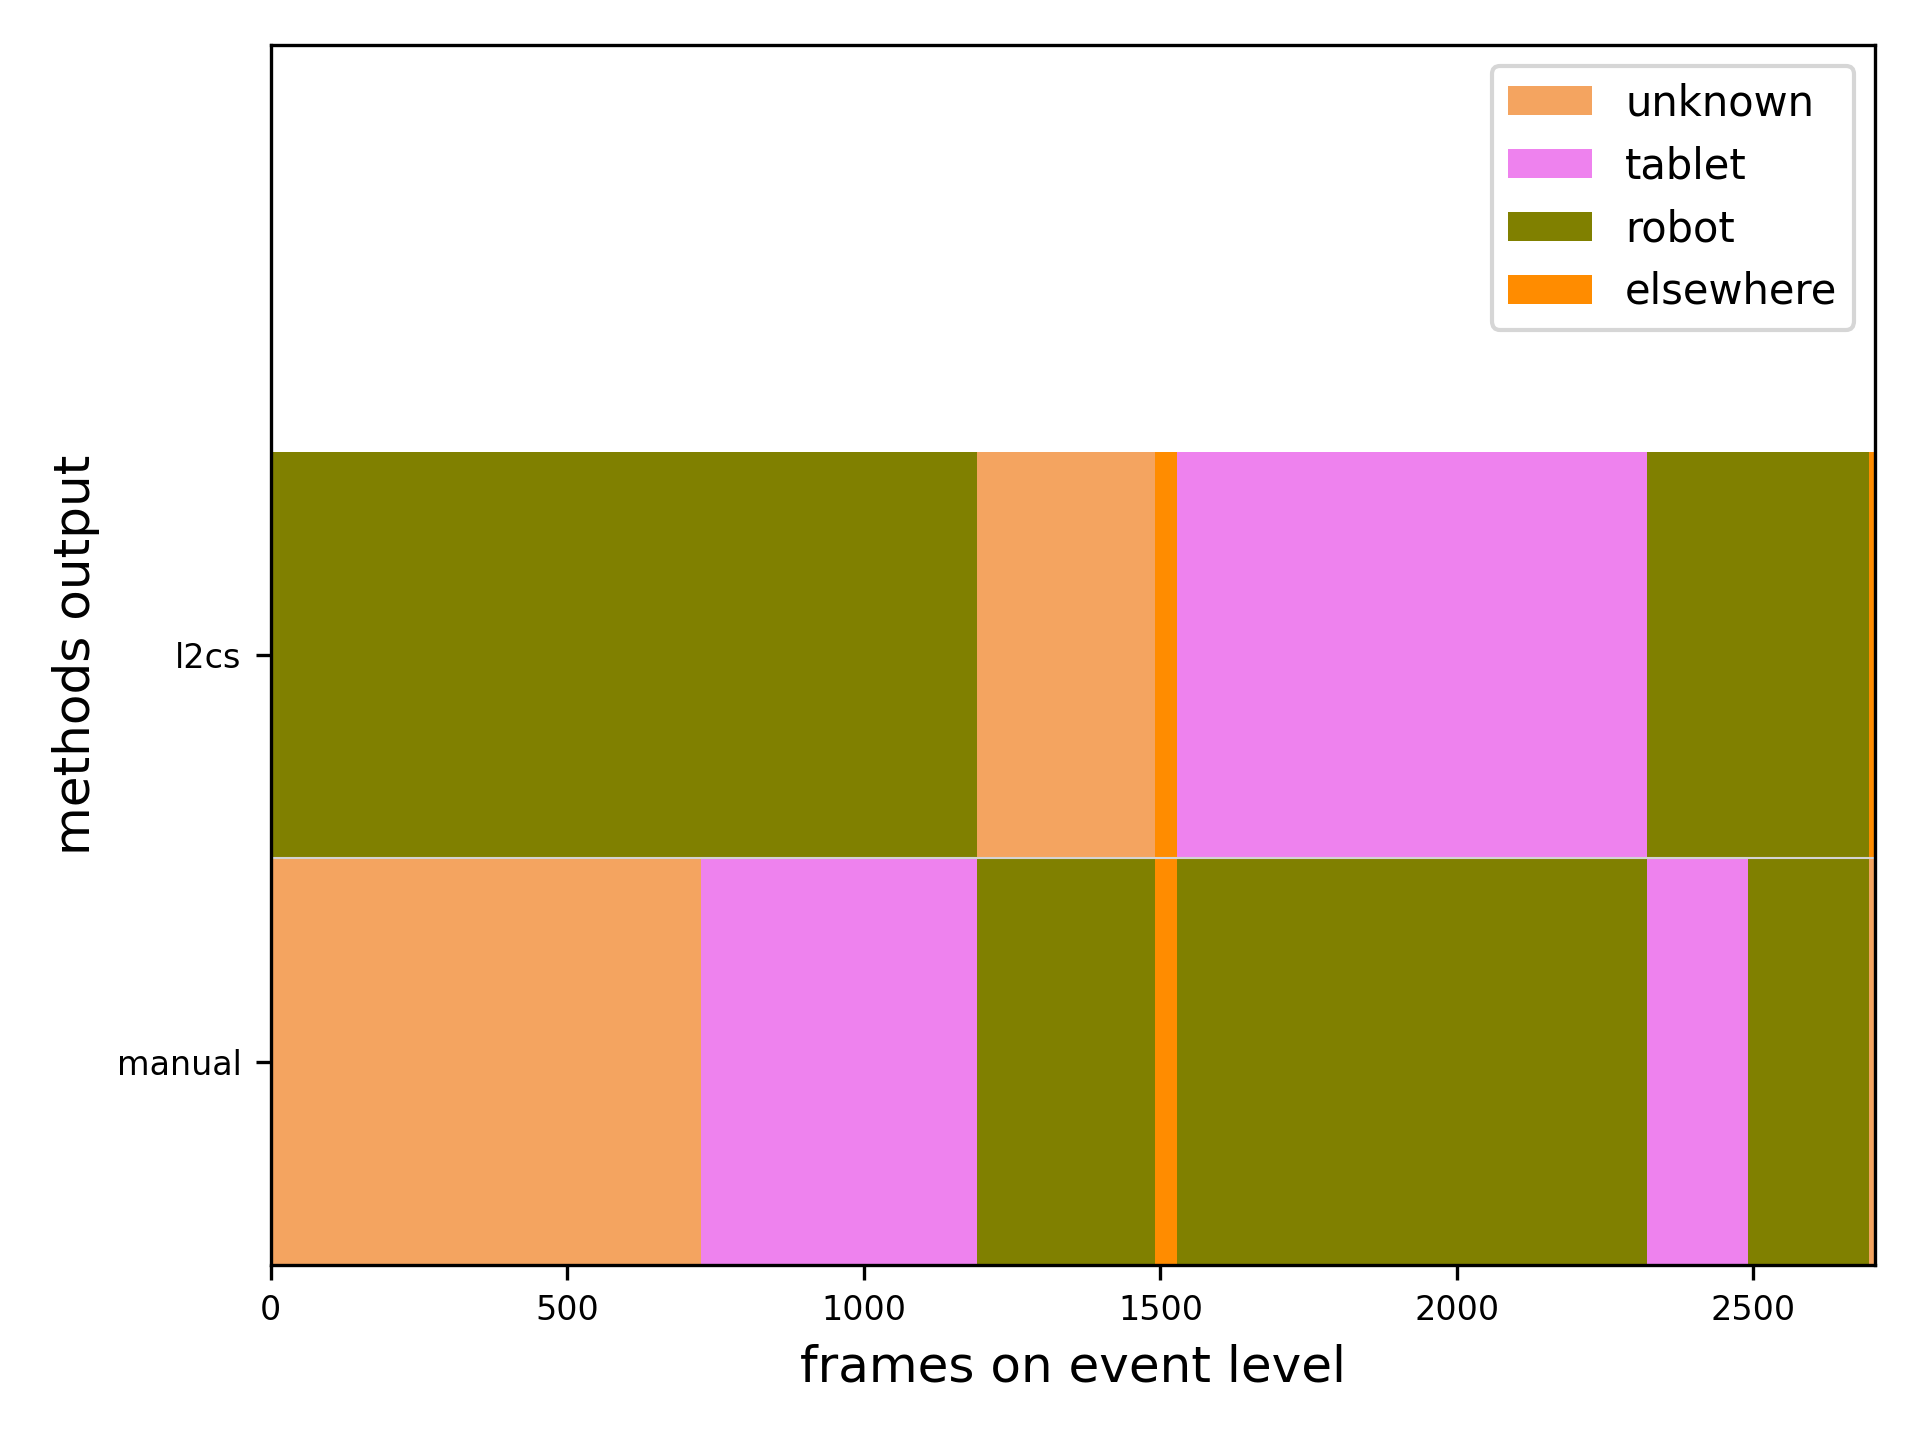 unknown
tablet
robot
elsewhere
methods output
l2cs
manual
0 500 1000 1500 2000 2500
frames on event level